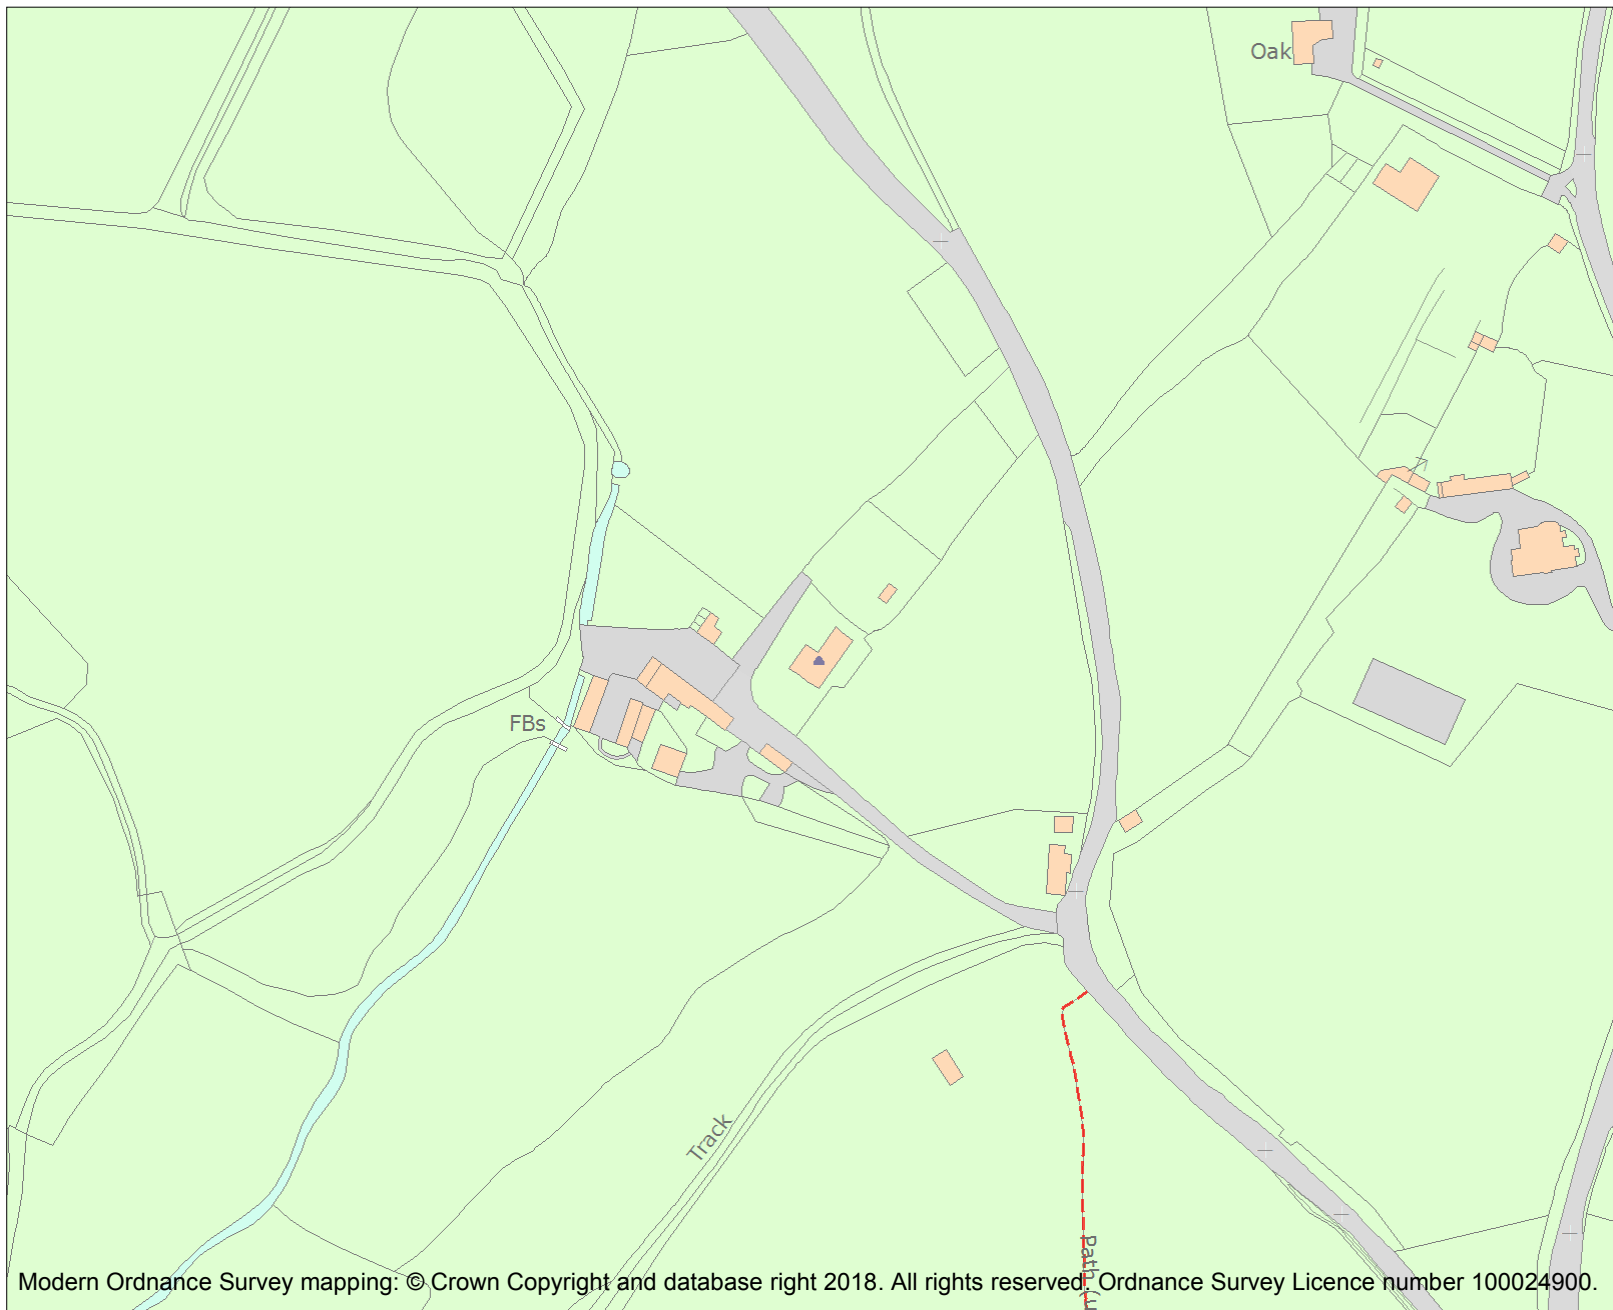 Oak
FBs
Track
Path (u
Modern Ordnance Survey mapping: © Crown Copyright and database right 2018. All rights reserved. Ordnance Survey Licence number 100024900.